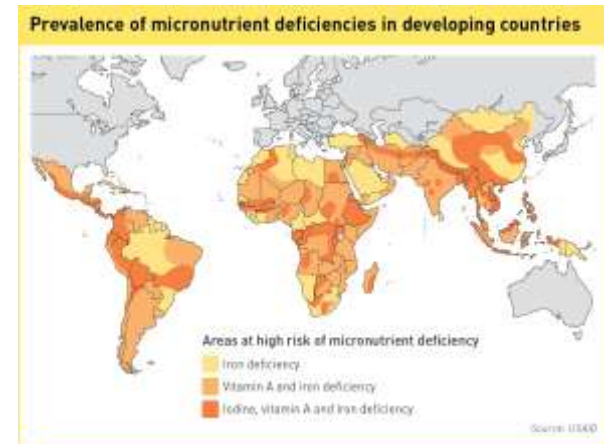 Prevalence of micronutrient deficiencies in developing countries
Areas at high risk of micronutrient deficiency
Iron deficiency
Vitamin A and iron deficiency
Iodine, vitamin A and Iron deficiency
Source: USAID